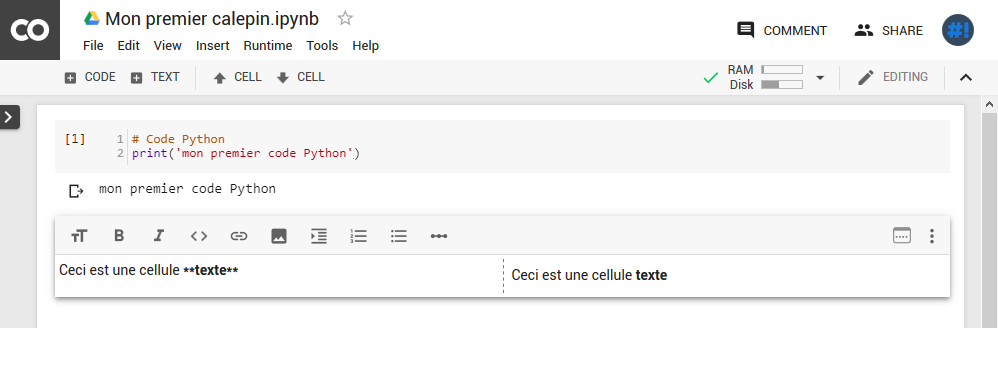 CO
Mon premier calepin.ipynb
File Edit View Insert Runtime Tools Help
COMMENT
SHARE
#!
CODE TEXT CELL CELL
RAM
Disk
EDITING
[1]
1 # Code Python
2 print('mon premier code Python')
mon premier code Python
Ceci est une cellule **texte**
Ceci est une cellule texte